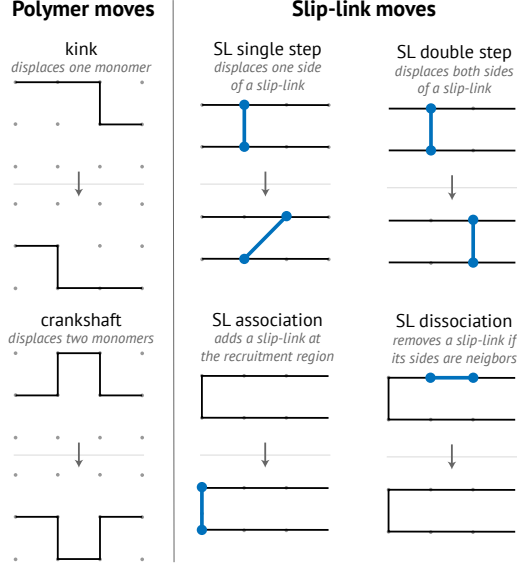 Polymer moves
Slip-link moves
kink
displaces one monomer
SL single step
displaces one side
of a slip-link
SL double step
displaces both sides
of a slip-link
crankshaft
displaces two monomers
SL association
adds a slip-link at
the recruitment region
SL dissociation
removes a slip-link if
its sides are neigbors